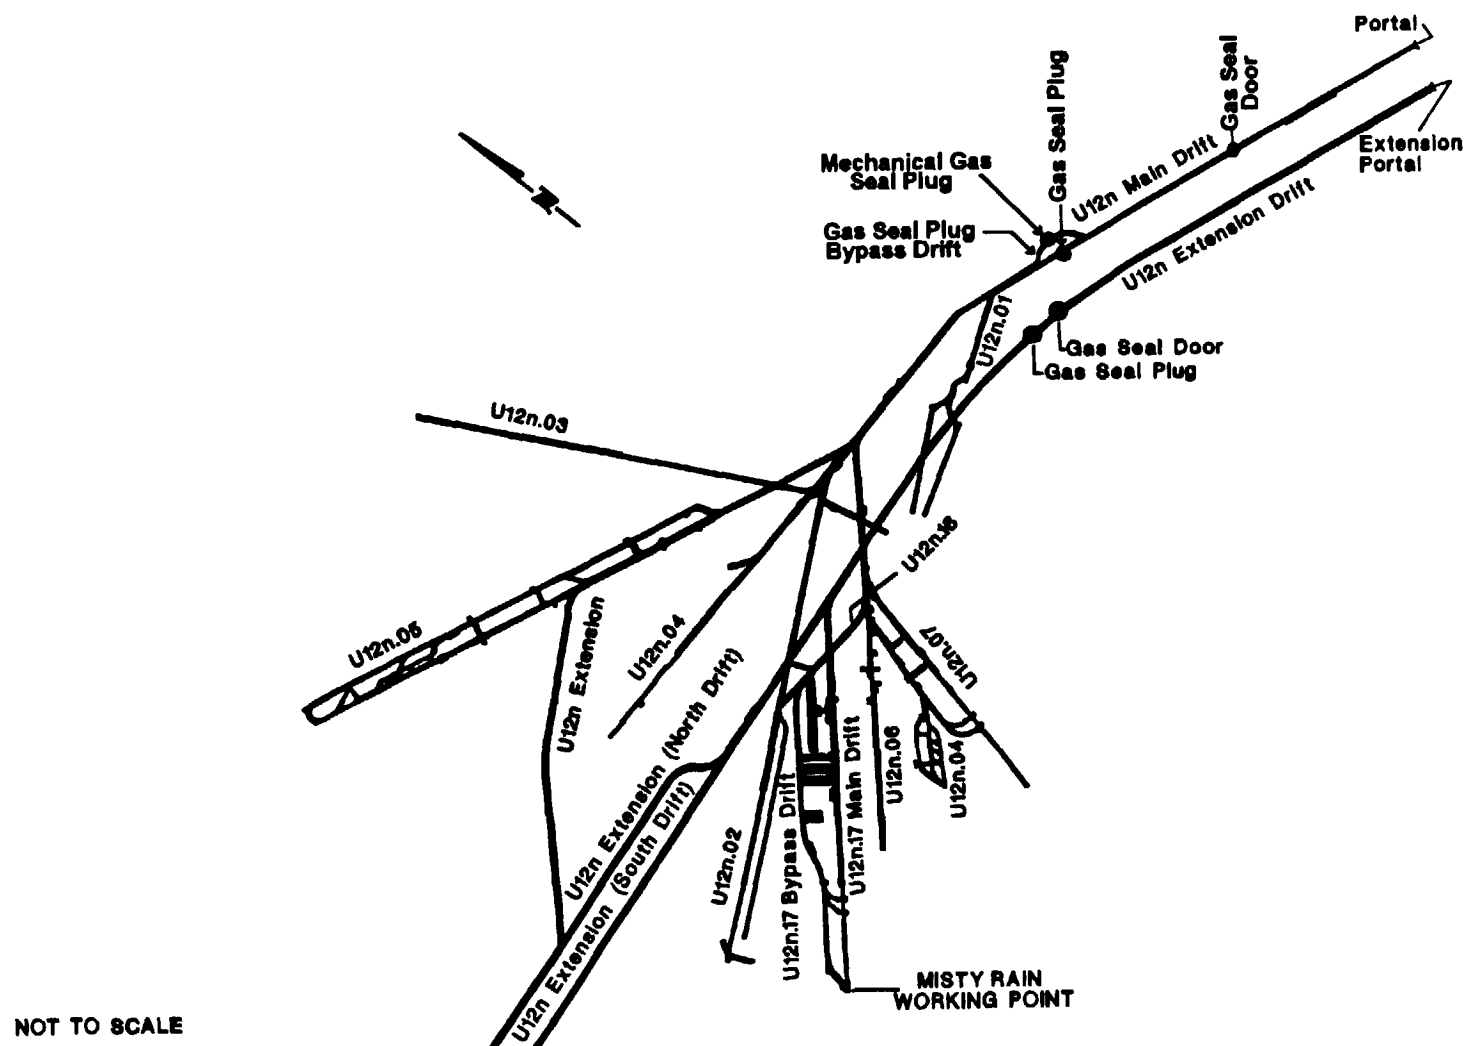 Portal
Gas Seal
Door
Gas Seal Plug
Extension
Portal
Mechanical Gas
Seal Plug
U12n Main Drift
Gas Seal Plug
Bypass Drift
U12n Extension Drift
N
U12n.01
Gas Seal Door
Gas Seal Plug
U12n.03
U12n.18
U12n.05
U12n Extension
U12n.04
U12n.07
U12n Extension (North Drift)
U12n Extension (South Drift)
U12n.02
U12n.17 Bypass Drift
U12n.17 Main Drift
U12n.06
U12n.04
MISTY RAIN
WORKING POINT
NOT TO SCALE